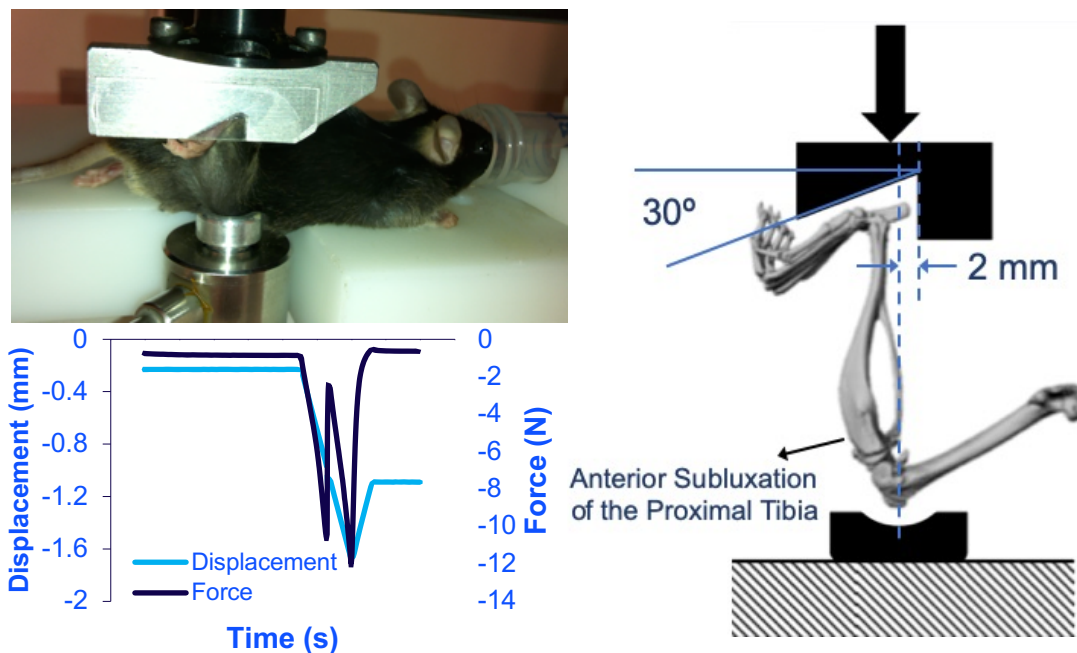 30º
2 mm
Anterior Subluxation
of the Proximal Tibia
0
-0.4
-0.8
-1.2
-1.6
-2
Displacement (mm)
0
-2
-4
-6
-8
-10
-12
-14
Force (N)
Displacement
Force
Time (s)